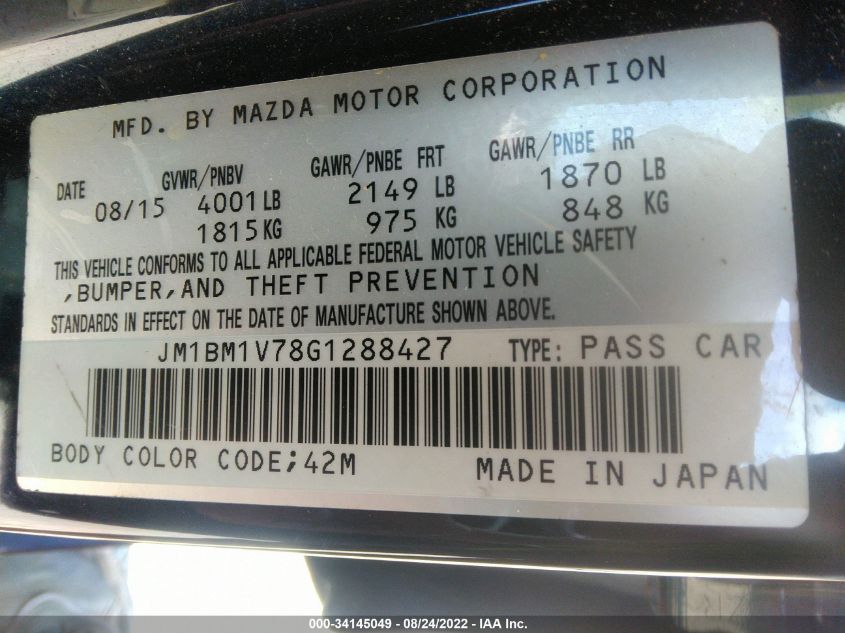 MFD. BY MAZDA MOTOR CORPORATION
DATE GVWR/PNBV GAWR/PNBE FRT GAWR/PNBE RR
08/15 4001 LB 2149 LB 1870 LB
1815 KG 975 KG 848 KG
THIS VEHICLE CONFORMS TO ALL APPLICABLE FEDERAL MOTOR VEHICLE SAFETY
,BUMPER,AND THEFT PREVENTION
STANDARDS IN EFFECT ON THE DATE OF MANUFACTURE SHOWN ABOVE.
JM1BM1V78G1288427 TYPE: PASS CAR
BODY COLOR CODE;42M MADE IN JAPAN
000-34145049 - 08/24/2022 - IAA Inc.